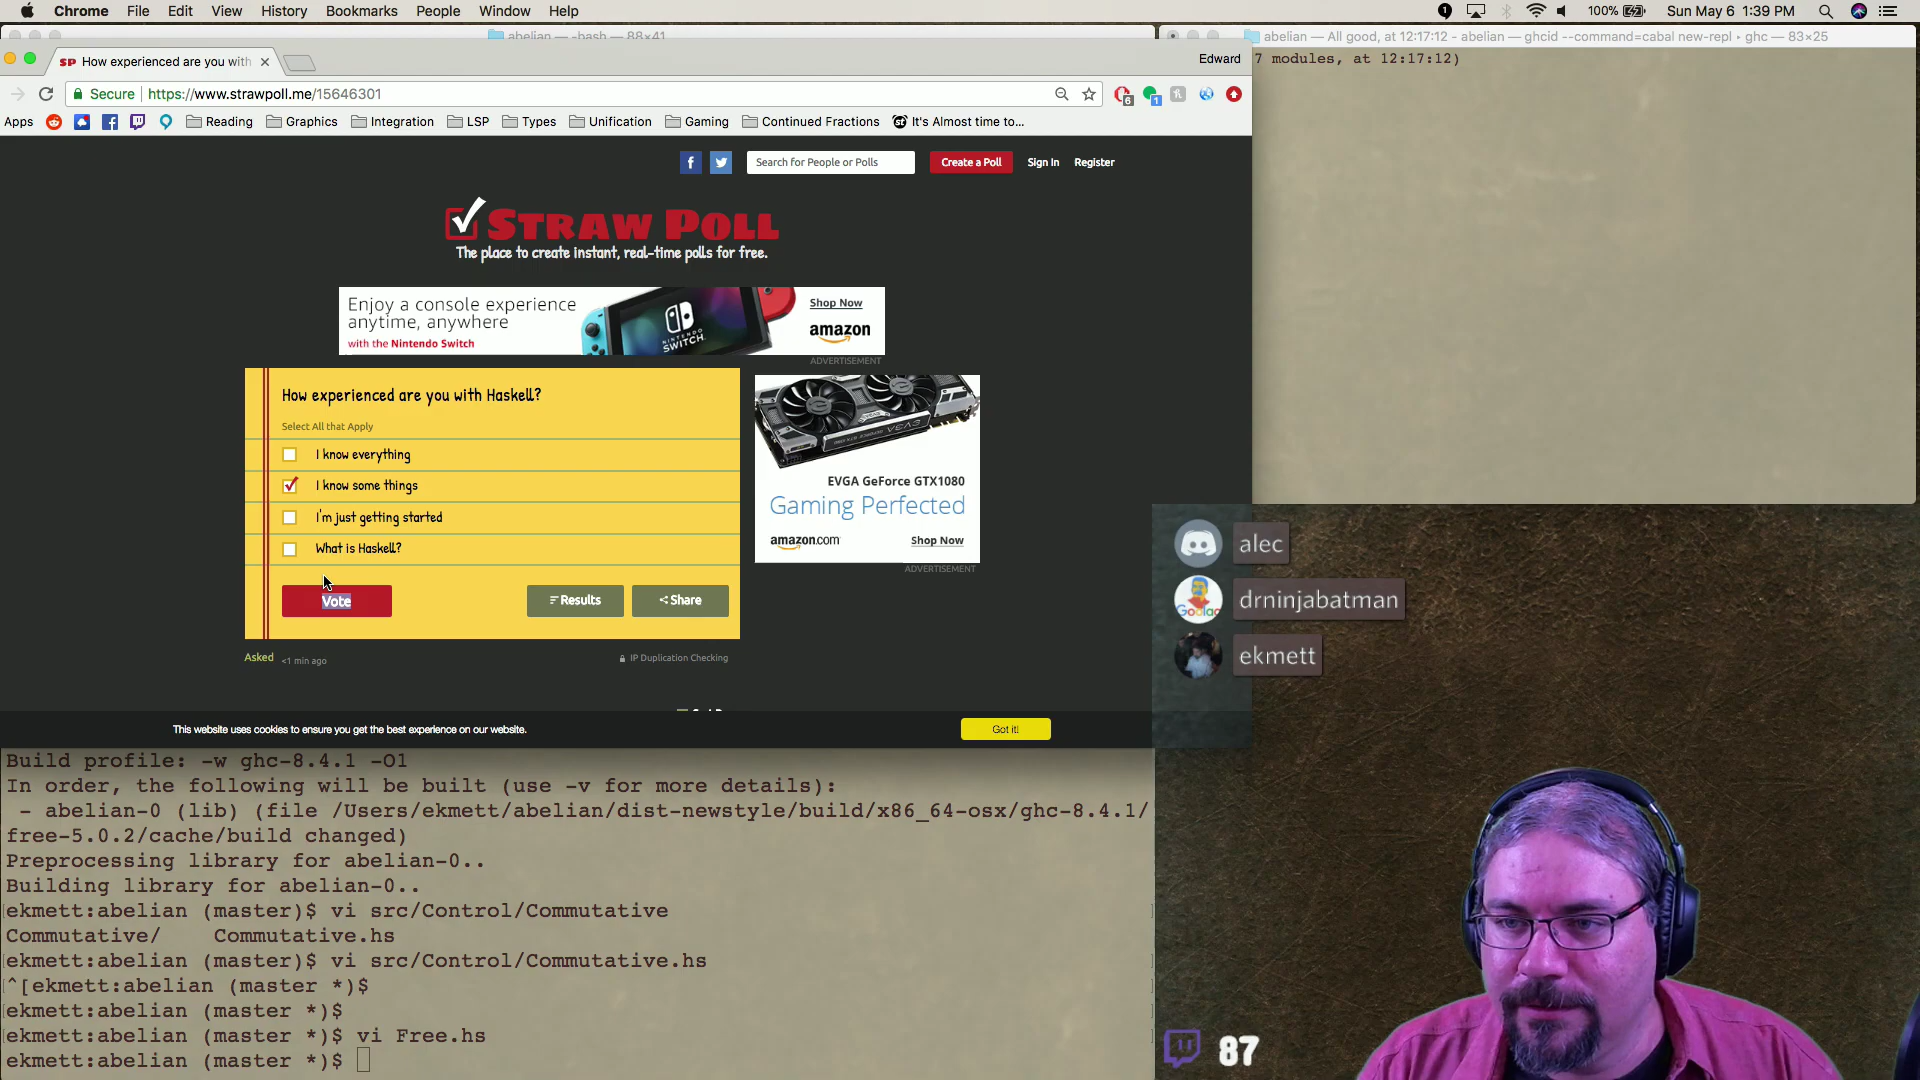 Chrome File Edit View History Bookmarks People Window Help
100% Sun May 6 1:39 PM
abelian — -bash — 88×41
abelian — All good, at 12:17:12 - abelian — ghcid --command=cabal new-repl ▸ ghc — 83×25
SP How experienced are you with
Edward
7 modules, at 12:17:12)
Secure https://www.strawpoll.me/15646301
6
1
Apps Reading Graphics Integration LSP Types Unification Gaming Continued Fractions It's Almost time to...
Search for People or Polls
Create a Poll
Sign In
Register
STRAW POLL
The place to create instant, real-time polls for free.
Enjoy a console experience
anytime, anywhere
with the Nintendo Switch
NINTENDO
SWITCH
Shop Now
amazon
ADVERTISEMENT
How experienced are you with Haskell?
Select All that Apply
I know everything
I know some things
I'm just getting started
What is Haskell?
Vote
Results
Share
EVGA GeForce GTX1080
Gaming Perfected
amazon.com
Shop Now
ADVERTISEMENT
Asked <1 min ago
IP Duplication Checking
This website uses cookies to ensure you get the best experience on our website.
Got it!
alec
drninjabatman
ekmett
Build profile: -w ghc-8.4.1 -O1
In order, the following will be built (use -v for more details):
- abelian-0 (lib) (file /Users/ekmett/abelian/dist-newstyle/build/x86_64-osx/ghc-8.4.1/
free-5.0.2/cache/build changed)
Preprocessing library for abelian-0..
Building library for abelian-0..
ekmett:abelian (master)$ vi src/Control/Commutative
Commutative/ Commutative.hs
ekmett:abelian (master)$ vi src/Control/Commutative.hs
^[ekmett:abelian (master *)$
ekmett:abelian (master *)$
ekmett:abelian (master *)$ vi Free.hs
ekmett:abelian (master *)$
87